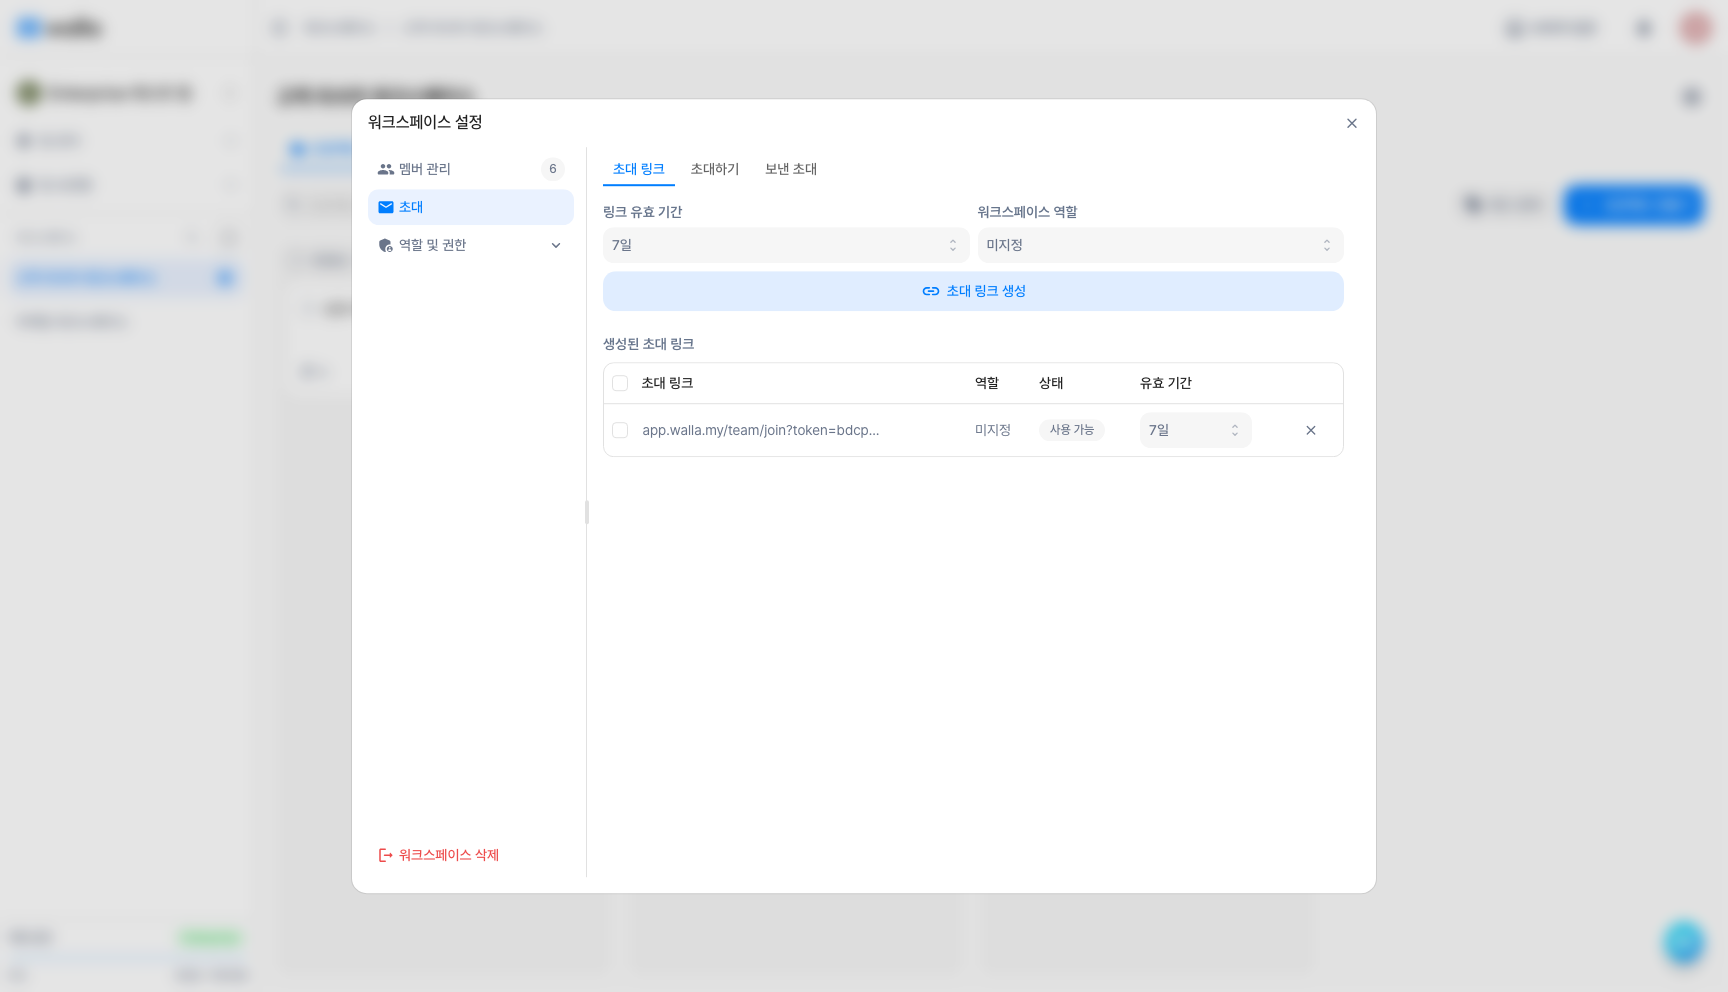 워크스페이스 설정
멤버 관리 6
초대
역할 및 권한
워크스페이스 삭제
초대 링크 초대하기 보낸 초대
링크 유효 기간 워크스페이스 역할
7일 미지정
초대 링크 생성
생성된 초대 링크
초대 링크 역할 상태 유효 기간
app.walla.my/team/join?token=bdcp... 미지정 사용 가능 7일